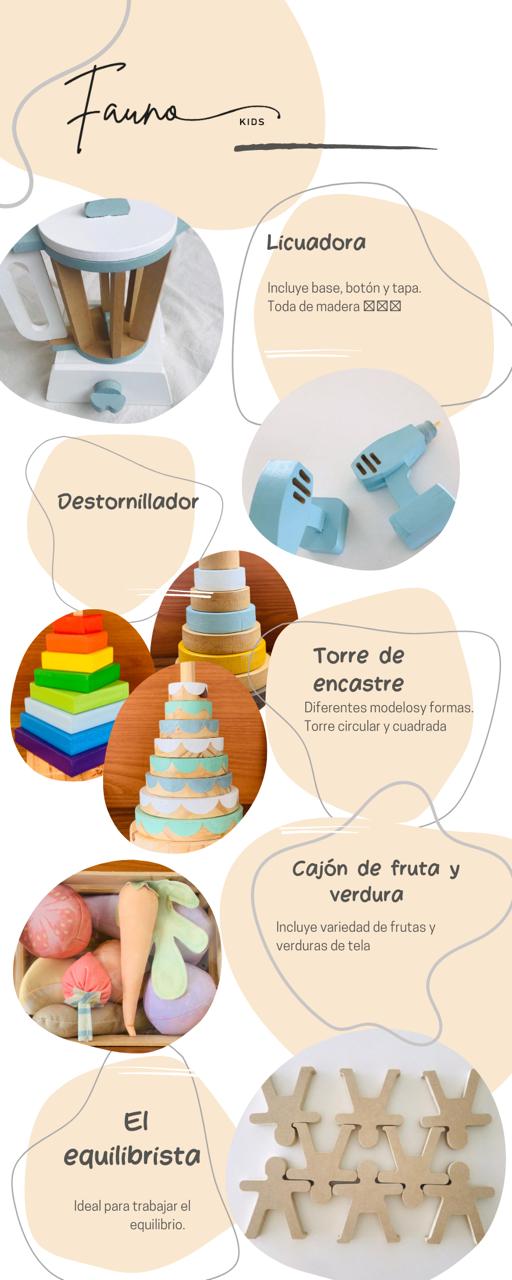 Fauno
KIDS
Licuadora
Incluye base, botón y tapa.
Toda de madera
Destornillador
Torre de
encastre
Diferentes modelosy formas.
Torre circular y cuadrada
Cajón de fruta y
verdura
Incluye variedad de frutas y
verduras de tela
El
equilibrista
Ideal para trabajar el
equilibrio.